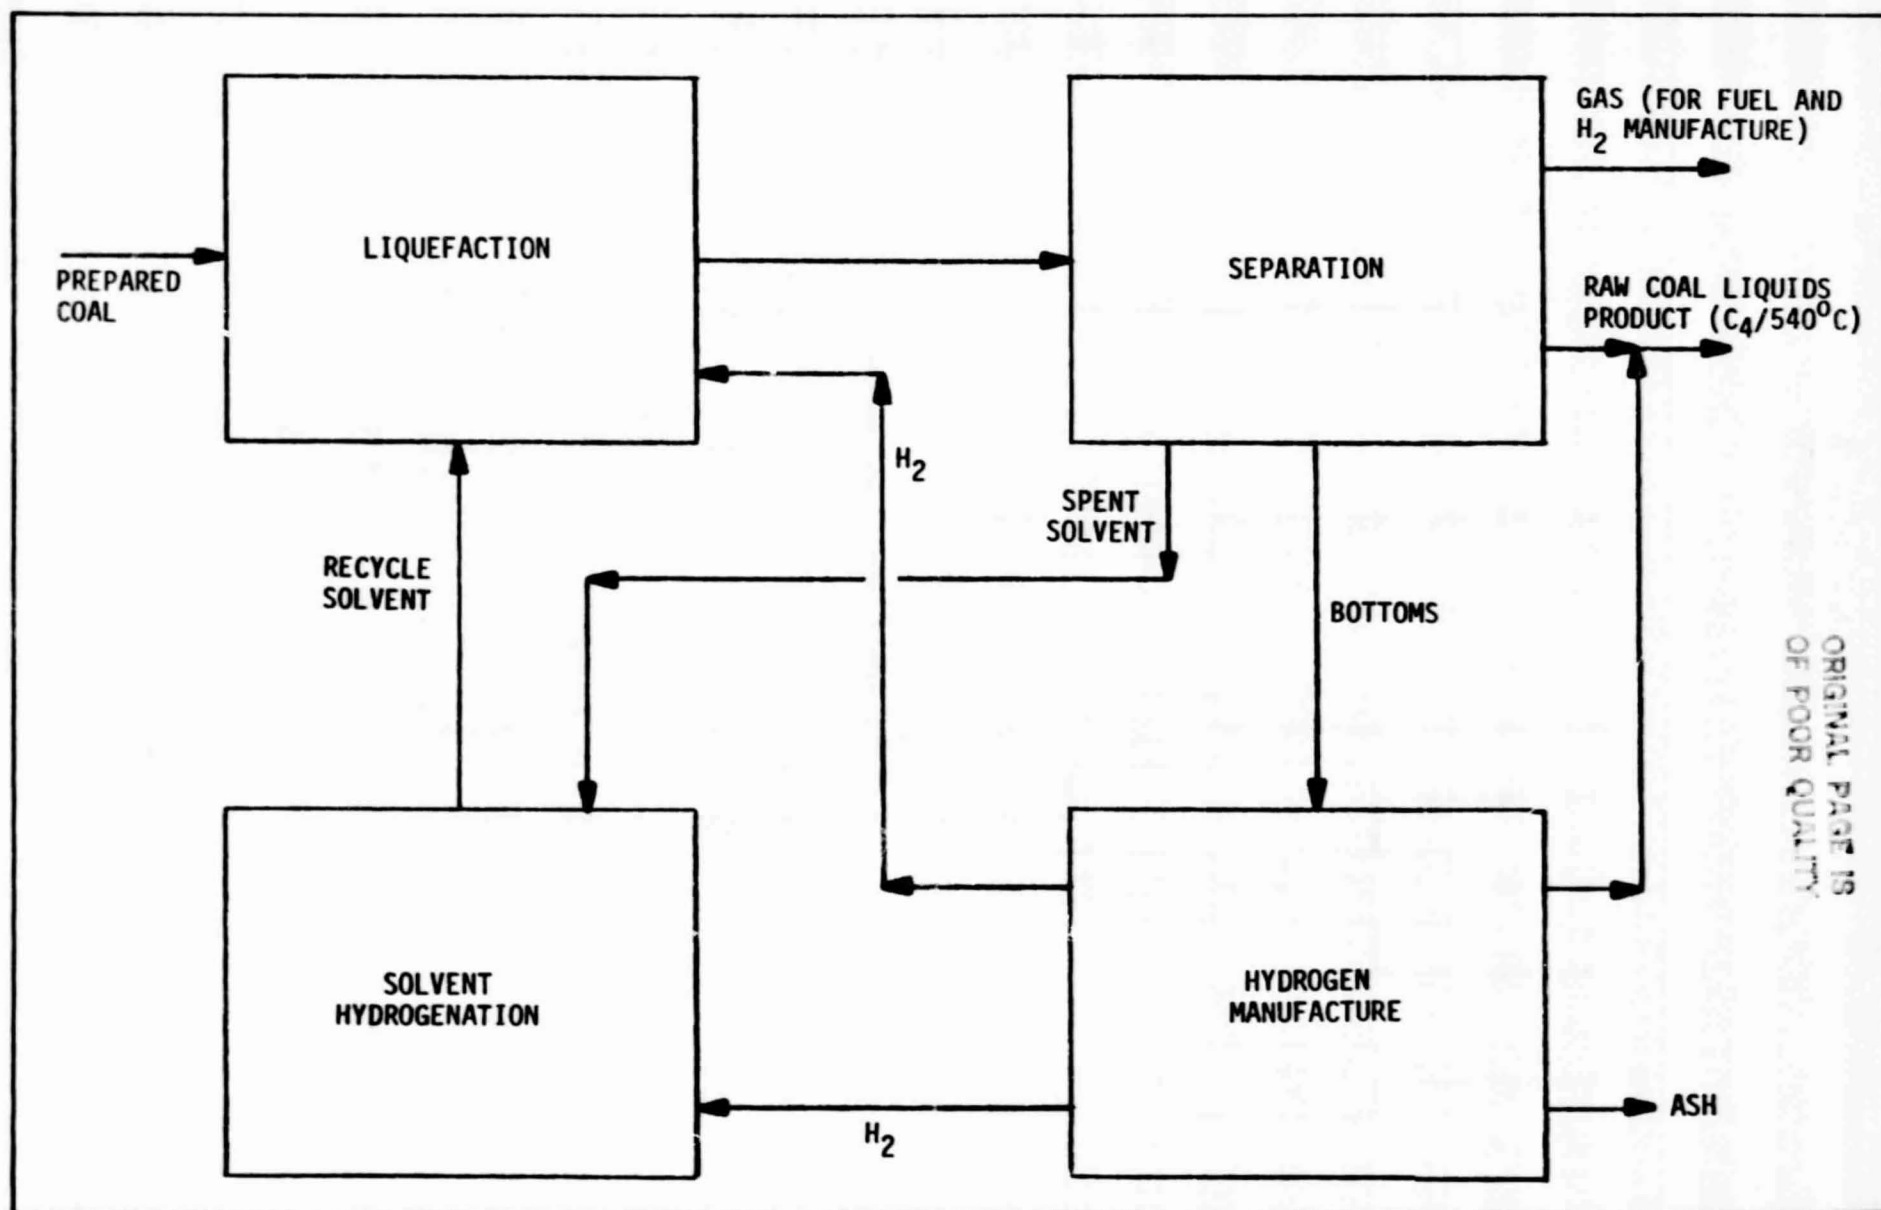 GAS (FOR FUEL AND
H2 MANUFACTURE)
LIQUEFACTION
SEPARATION
PREPARED
COAL
RAW COAL LIQUIDS
PRODUCT (C4/540°C)
H2
SPENT
SOLVENT
RECYCLE
SOLVENT
BOTTOMS
ORIGINAL PAGE IS
OF POOR QUALITY
SOLVENT
HYDROGENATION
HYDROGEN
MANUFACTURE
H2
ASH